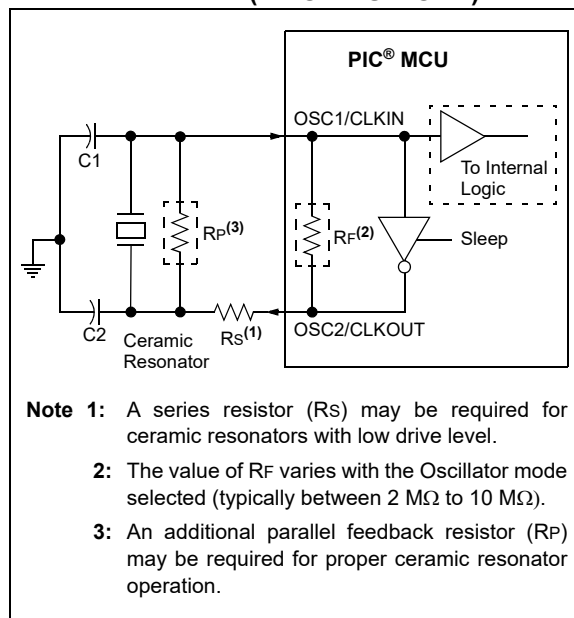 PIC® MCU
OSC1/CLKIN
C1
To Internal
Logic
RP(3)
RF(2)
Sleep
C2
Ceramic
Resonator
RS(1)
OSC2/CLKOUT
Note 1: A series resistor (RS) may be required for
ceramic resonators with low drive level.
2: The value of RF varies with the Oscillator mode
selected (typically between 2 MΩ to 10 MΩ).
3: An additional parallel feedback resistor (RP)
may be required for proper ceramic resonator
operation.